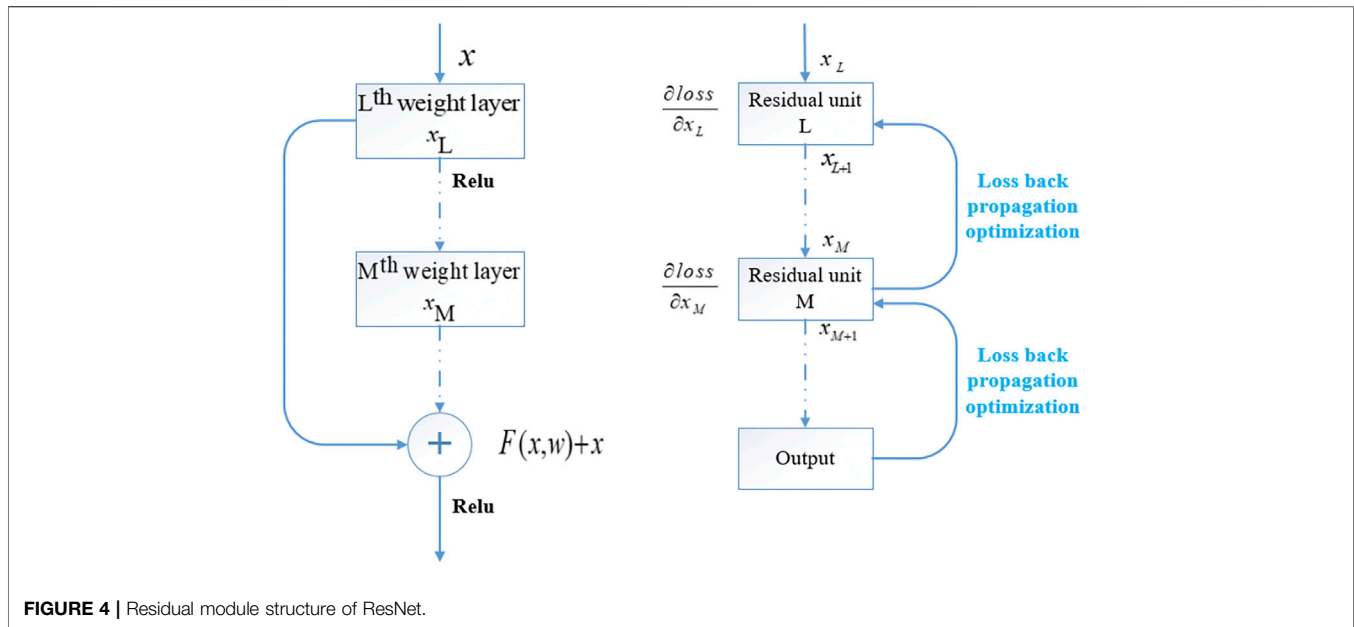 x
Lth weight layer
xL
Relu
Mth weight layer
xM
+
F(x,w)+x
Relu
xL
∂loss
∂xL
Residual unit
L
xL+1
Loss back
propagation
optimization
xM
∂loss
∂xM
Residual unit
M
xM+1
Loss back
propagation
optimization
Output
FIGURE 4 | Residual module structure of ResNet.